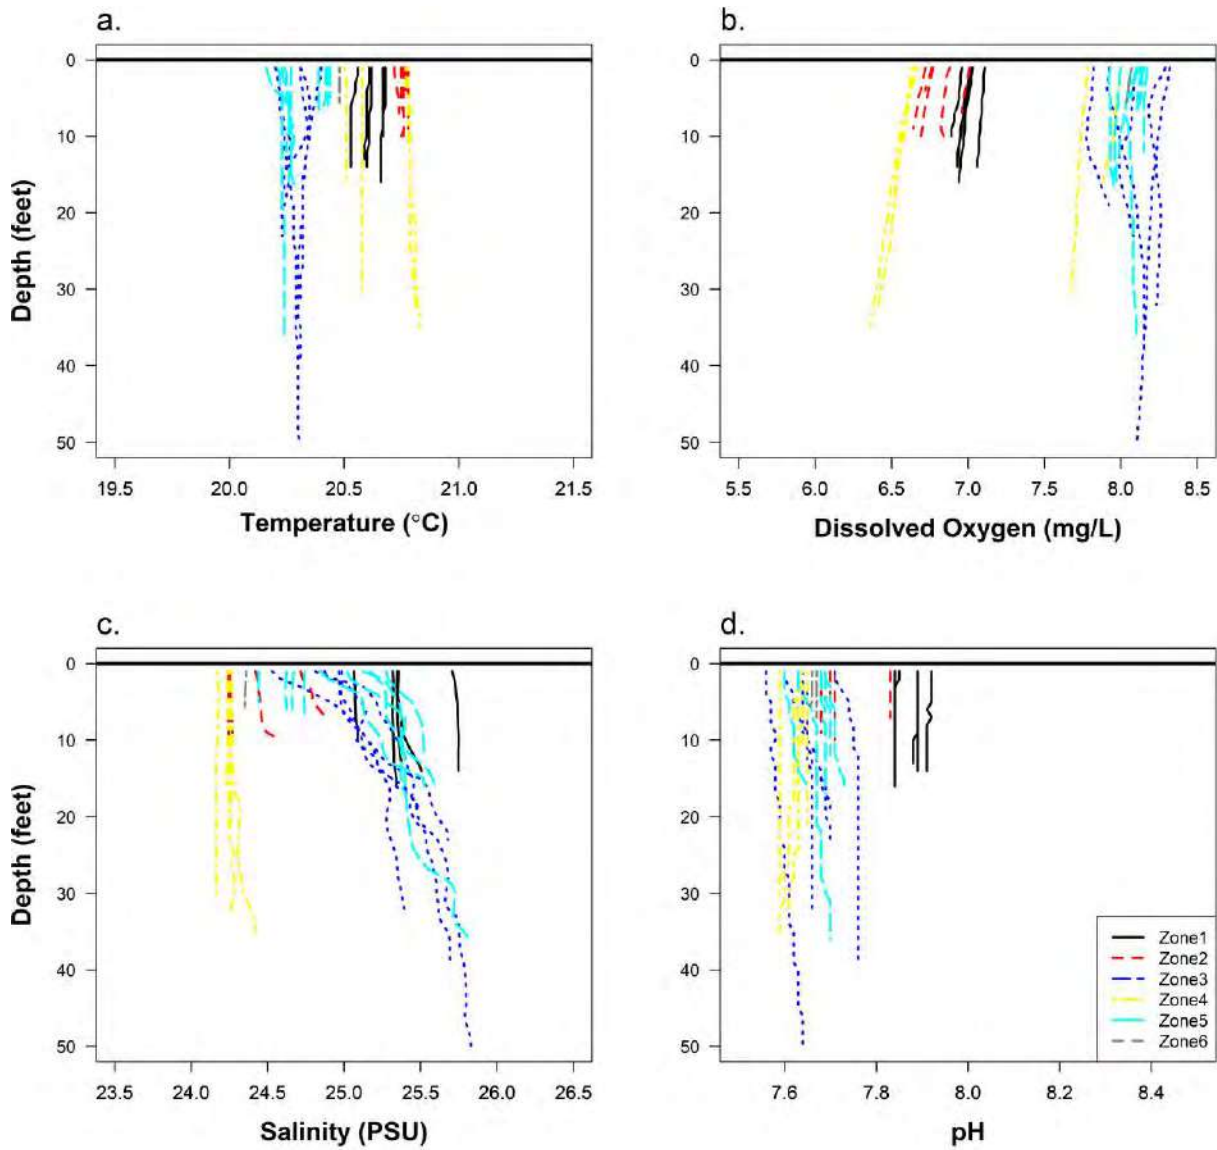 a.
0
10
20
30
40
50
Depth (feet)
19.5 20.0 20.5 21.0 21.5
Temperature (°C)
b.
0
10
20
30
40
50
5.5 6.0 6.5 7.0 7.5 8.0 8.5
Dissolved Oxygen (mg/L)
c.
0
10
20
30
40
50
Depth (feet)
23.5 24.0 24.5 25.0 25.5 26.0 26.5
Salinity (PSU)
d.
0
10
20
30
40
50
7.6 7.8 8.0 8.2 8.4
pH
Zone1
Zone2
Zone3
Zone4
Zone5
Zone6